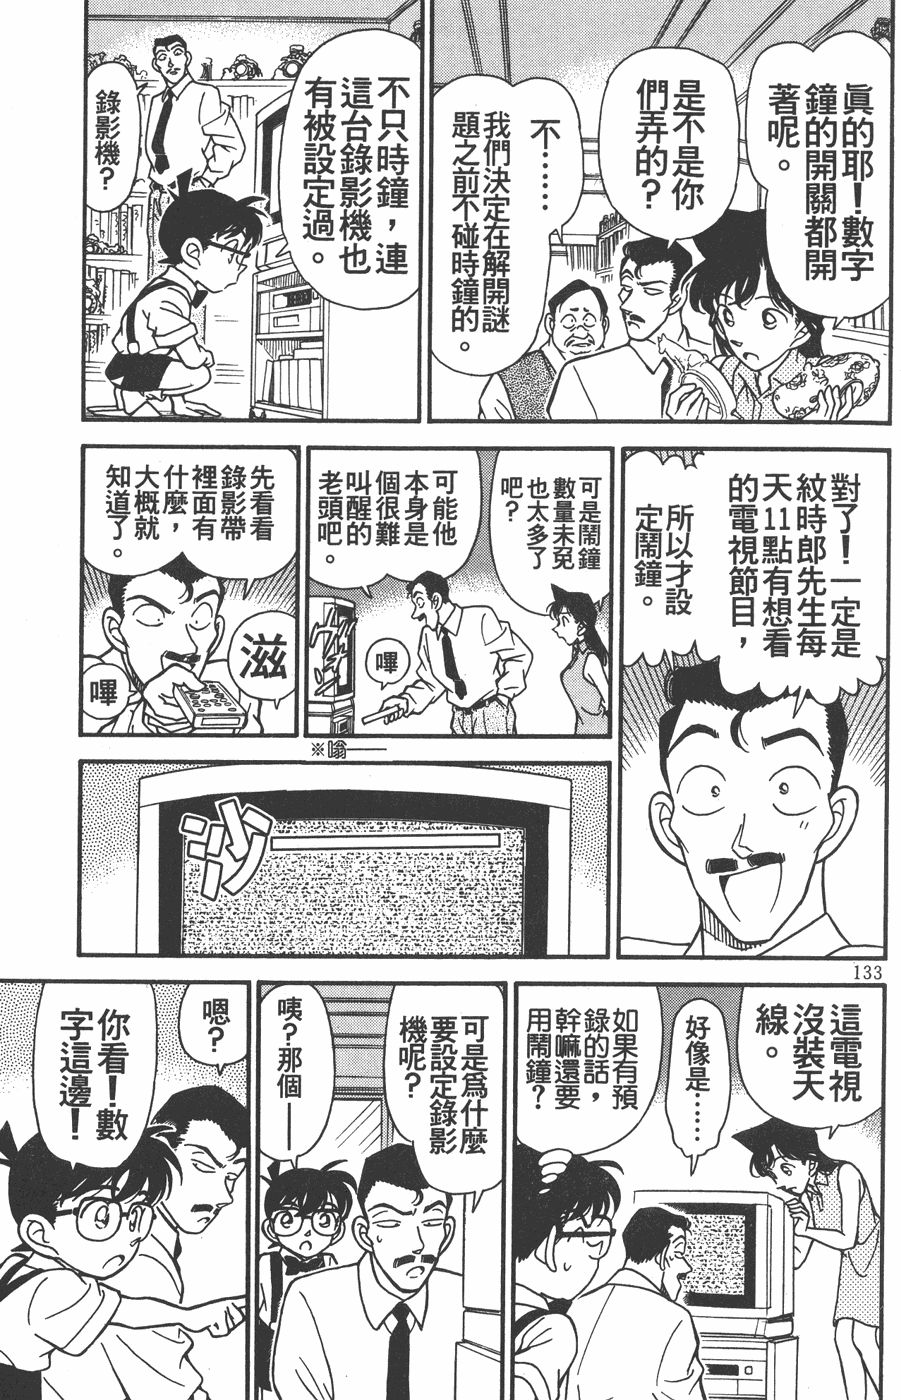 眞的耶！數字
鐘的開關都開
著呢。
是不是你
們弄的？
不……
我們決定在解開謎
題之前不碰時鐘的。
不只時鐘，連
這台錄影機也
有被設定過。
錄影機？
對了！一定是
紋時郎先生每
天11點有想看
的電視節目，
所以才設
定鬧鐘。
可是鬧鐘
數量未免
也太多了
吧？
可能他
本身是
個很難
叫醒的
老頭吧。
嗶
※嗡——
先看看
錄影帶
裡面有
什麼，
大概就
知道了。
滋
嗶
沙
133
這電視
沒裝天
線。
好像是……
如果有預
錄的話，
幹嘛還要
用鬧鐘？
可是爲什麼
要設定錄影
機呢？
咦？那個——
嗯？
你看！數
字這邊！